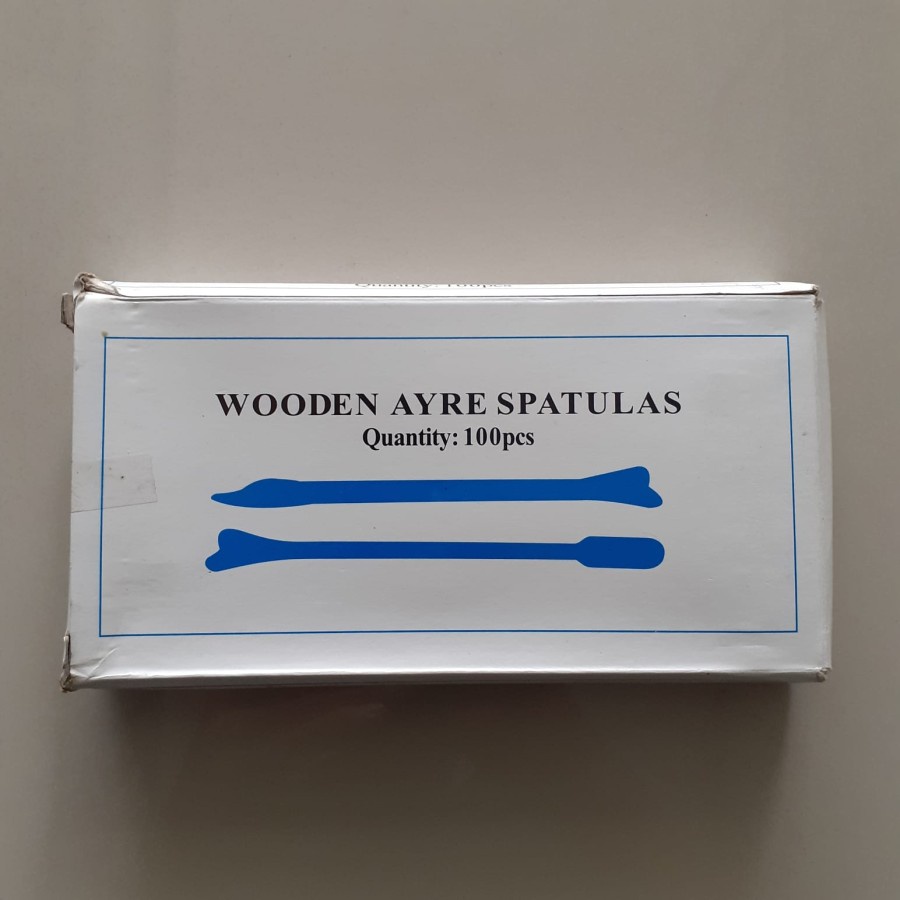 WOODEN AYRE SPATULAS
Quantity: 100pcs